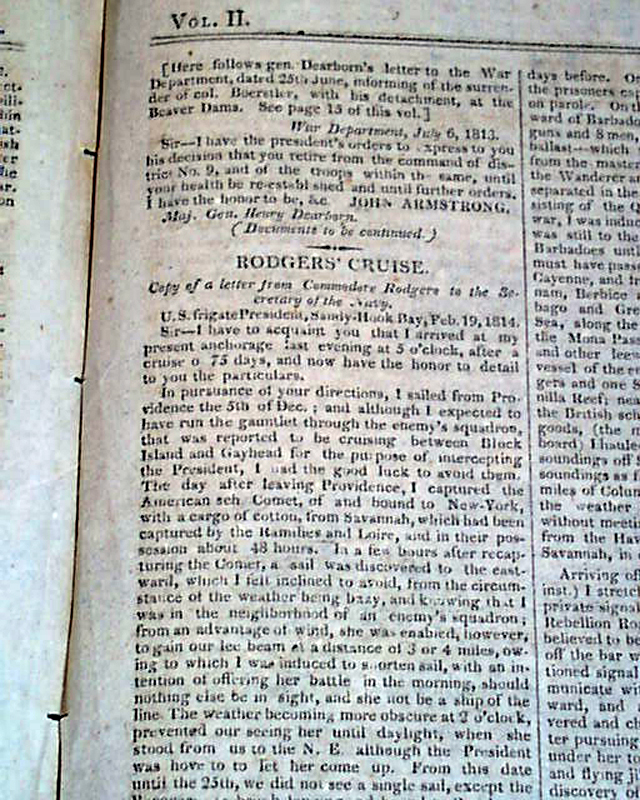 VOL. II.
[Here follows gen. Dearborn's letter to the War
Department, dated 25th June, informing of the surren-
der of col. Boerstler, with his detachment, at the
Beaver Dams. See page 15 of this vol.]
War Department, July 6, 1813.
Sir—I have the president's orders to xpress to you
his decision that you retire from the command of dis-
tric No. 9, and of the troops within th same, until
your health be re-establ shed and until further orders.
I have the honor to be, &c. JOHN ARMSTRONG.
Maj. Gen. Henry Dearborn.
(Documents to be continued.)
RODGERS' CRUISE.
Copy of a letter from Commodore Rodgers to the Se-
cretary of the Navy.
U.S. frigate President, Sandy-Hook Bay, Feb. 19, 1814.
Sir—I have to acquaint you that I arrived at my
present anchorage last evening at 5 o'clock, after a
cruise o 75 days, and now have the honor to detail
to you the particulars.
In pursuance of your directions, I sailed from Pro-
vidence the 5th of Dec. ; and although I expected to
have run the gauntlet through the enemy's squadron,
that was reported to be cruising between Block
Island and Gayhead for the purpose of intercepting
the President, I had the good luck to avoid them.
The day after leaving Providence, I captured the
American sch. Comet, of and bound to New-York,
with a cargo of cotton, from Savannah, which had been
captured by the Ramilies and Loire, and in their pos-
session about 48 hours. In a few hours after recap-
turing the Comet, a sail was discovered to the east-
ward, which I felt inclined to avoid, from the circum-
stance of the weather being hazy, and knowing that I
was in the neighborhood of an enemy's squadron ;
from an advantage of wind, she was enabled, however,
to gain our lee beam at a distance of 3 or 4 miles, ow-
ing to which I was induced to shorten sail, with an in-
tention of offering her battle in the morning, should
nothing else be in sight, and she not be a ship of the
line. The weather becoming more obscure at 2 o'clock,
prevented our seeing her until daylight, when she
stood from us to the N. E. although the President
was hove to to let her come up. From this date
until the 25th, we did not see a single sail, except the
days before. O
the prisoners cap
on parole. On
ward of Barbado
guns and 8 men,
ballast—which
from the master
the Wanderer a
separated in the
sisting of the Q
war, I was induc
was still to the
Barbadoes until
must have pass
Cayenne, and fr
nam, Berbice
bago and Gre
Sea, along the
the Mona Pass
and other lee
vessel of the e
gers and one S
nilla Reef; nea
the British sch
goods, (the m
board) I haule
soundings off S
soundings as
miles of Colum
the weather
without meeti
from the Hav
Savannah, in
Arriving of
inst.) I stretc
private signal
Rebellion Ro
believed to be
off the bar w
tioned signal
municate wi
ward, and
vered and ch
ter pursuing
under her to
and flying j
discovery o